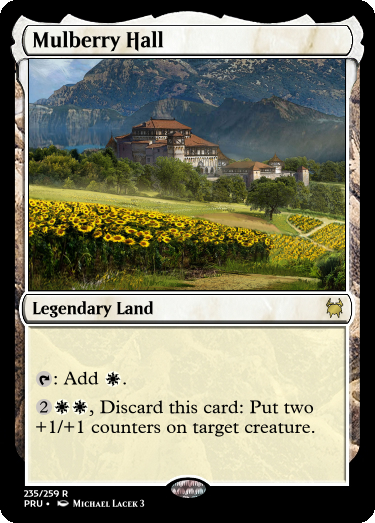 Mulberry Hall
Legendary Land
: Add .
2 , Discard this card: Put two
+1/+1 counters on target creature.
235/259 R
PRU • Michael Lacek 3